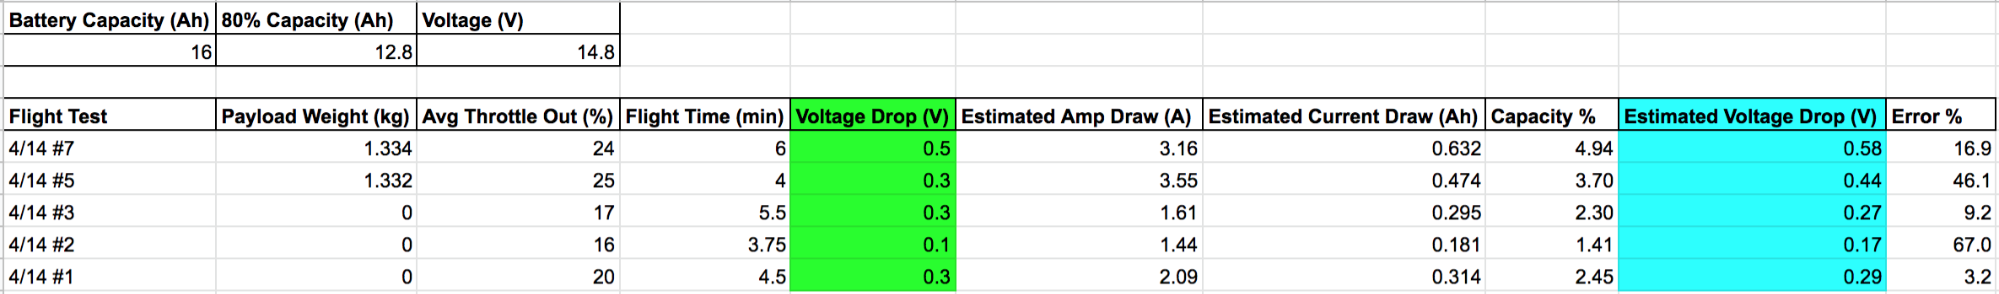 Battery Capacity (Ah) 80% Capacity (Ah) Voltage (V)
16 12.8 14.8
Flight Test Payload Weight (kg) Avg Throttle Out (%) Flight Time (min) Voltage Drop (V) Estimated Amp Draw (A) Estimated Current Draw (Ah) Capacity % Estimated Voltage Drop (V) Error %
4/14 #7 1.334 24 6 0.5 3.16 0.632 4.94 0.58 16.9
4/14 #5 1.332 25 4 0.3 3.55 0.474 3.70 0.44 46.1
4/14 #3 0 17 5.5 0.3 1.61 0.295 2.30 0.27 9.2
4/14 #2 0 16 3.75 0.1 1.44 0.181 1.41 0.17 67.0
4/14 #1 0 20 4.5 0.3 2.09 0.314 2.45 0.29 3.2